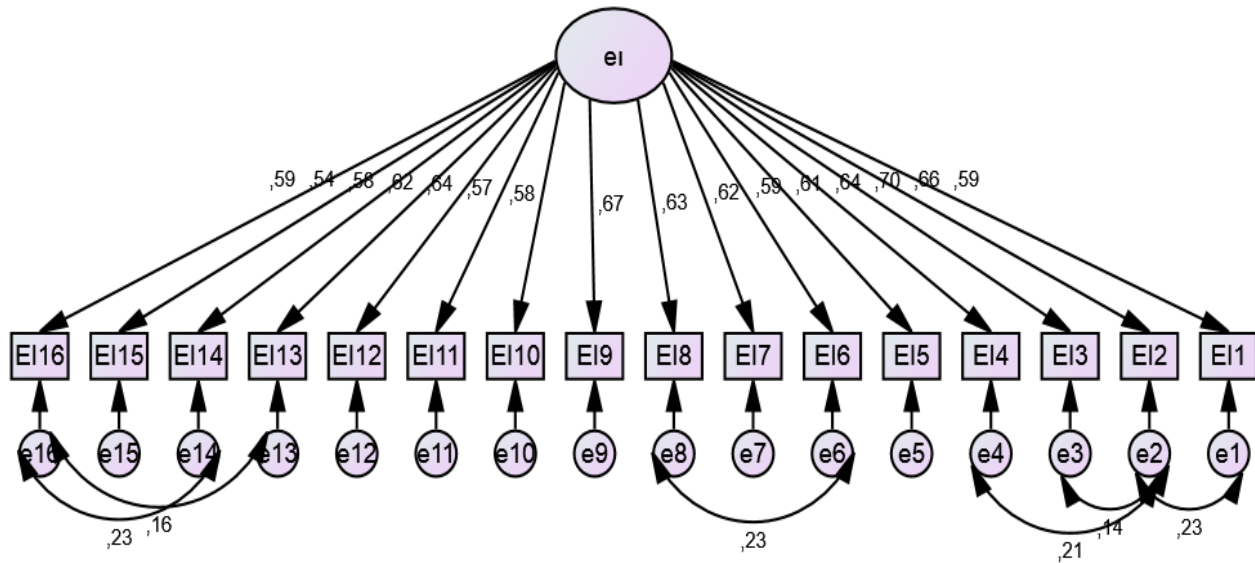 eı
,59 ,54 ,58 ,62 ,64 ,57 ,58 ,67 ,63 ,62 ,59 ,61 ,64 ,70 ,66 ,59
EI16 EI15 EI14 EI13 EI12 EI11 EI10 EI9 EI8 EI7 EI6 EI5 EI4 EI3 EI2 EI1
e16 e15 e14 e13 e12 e11 e10 e9 e8 e7 e6 e5 e4 e3 e2 e1
,23 ,16 ,23 ,21 ,14 ,23